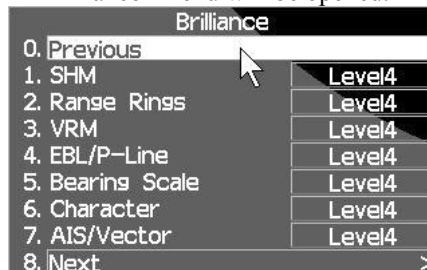 Brilliance
0. Previous
1. SHM Level4
2. Range Rings Level4
3. VRM Level4
4. EBL/P-Line Level4
5. Bearing Scale Level4
6. Character Level4
7. AIS/Vector Level4
8. Next >